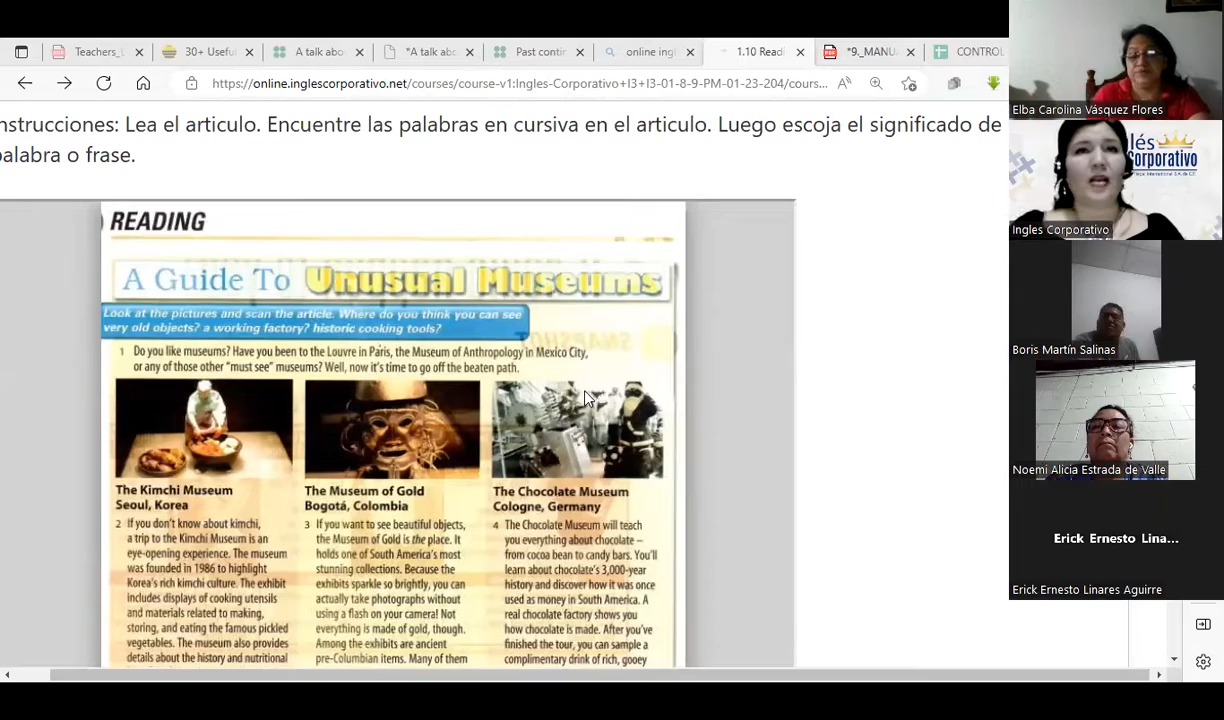 Teachers_
30+ Usefu
A talk abo
*A talk ab
Past conti
online ingl
1.10 Readi
*9_MANU
CONTROL
https://online.inglescorporativo.net/courses/course-v1:Ingles-Corporativo+I3+I3-01-8-9-PM-01-23-204/cours...
nstrucciones: Lea el articulo. Encuentre las palabras en cursiva en el articulo. Luego escoja el significado de
palabra o frase.
READING
A Guide To Unusual Museums
Look at the pictures and scan the article. Where do you think you can see
very old objects? a working factory? historic cooking tools?
1 Do you like museums? Have you been to the Louvre in Paris, the Museum of Anthropology in Mexico City,
or any of those other "must see" museums? Well, now it's time to go off the beaten path.
The Kimchi Museum
Seoul, Korea
2 If you don't know about kimchi,
a trip to the Kimchi Museum is an
eye-opening experience. The museum
was founded in 1986 to highlight
Korea's rich kimchi culture. The exhibit
includes displays of cooking utensils
and materials related to making,
storing, and eating the famous pickled
vegetables. The museum also provides
details about the history and nutritional
The Museum of Gold
Bogotá, Colombia
3 If you want to see beautiful objects,
the Museum of Gold is the place. It
holds one of South America's most
stunning collections. Because the
exhibits sparkle so brightly, you can
actually take photographs without
using a flash on your camera! Not
everything is made of gold, though.
Among the exhibits are ancient
pre-Columbian items. Many of them
The Chocolate Museum
Cologne, Germany
4 The Chocolate Museum will teach
you everything about chocolate –
from cocoa bean to candy bars. You'll
learn about chocolate's 3,000-year
history and discover how it was once
used as money in South America. A
real chocolate factory shows you
how chocolate is made. After you've
finished the tour, you can sample a
complimentary drink of rich, gooey
Elba Carolina Vásquez Flores
lés
Corporativo
Ingles Corporativo
Boris Martín Salinas
Noemi Alicia Estrada de Valle
Erick Ernesto Lina...
Erick Ernesto Linares Aguirre